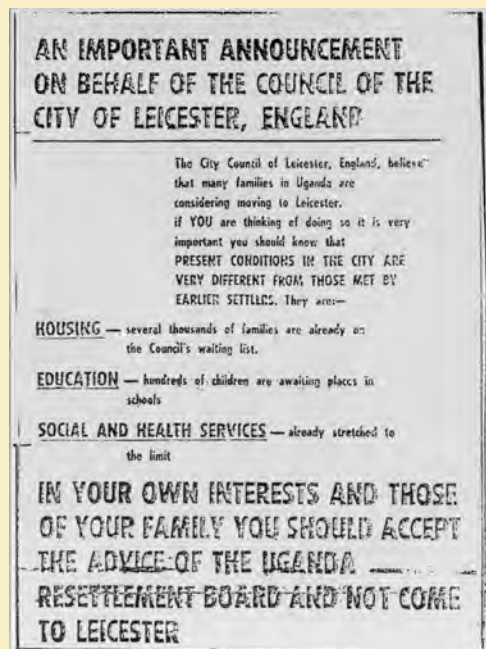 AN IMPORTANT ANNOUNCEMENT
ON BEHALF OF THE COUNCIL OF THE
CITY OF LEICESTER, ENGLAND
The City Council of Leicester, England, believe
that many families in Uganda are
considering moving to Leicester.
if YOU are thinking of doing so it is very
important you should know that
PRESENT CONDITIONS IN THE CITY ARE
VERY DIFFERENT FROM THOSE MET BY
EARLIER SETTLERS. They are:—
HOUSING — several thousands of families are already on
the Council's waiting list.
EDUCATION — hundreds of children are awaiting places in
schools
SOCIAL AND HEALTH SERVICES — already stretched to
the limit
IN YOUR OWN INTERESTS AND THOSE
OF YOUR FAMILY YOU SHOULD ACCEPT
THE ADVICE OF THE UGANDA
RESETTLEMENT BOARD AND NOT COME
TO LEICESTER